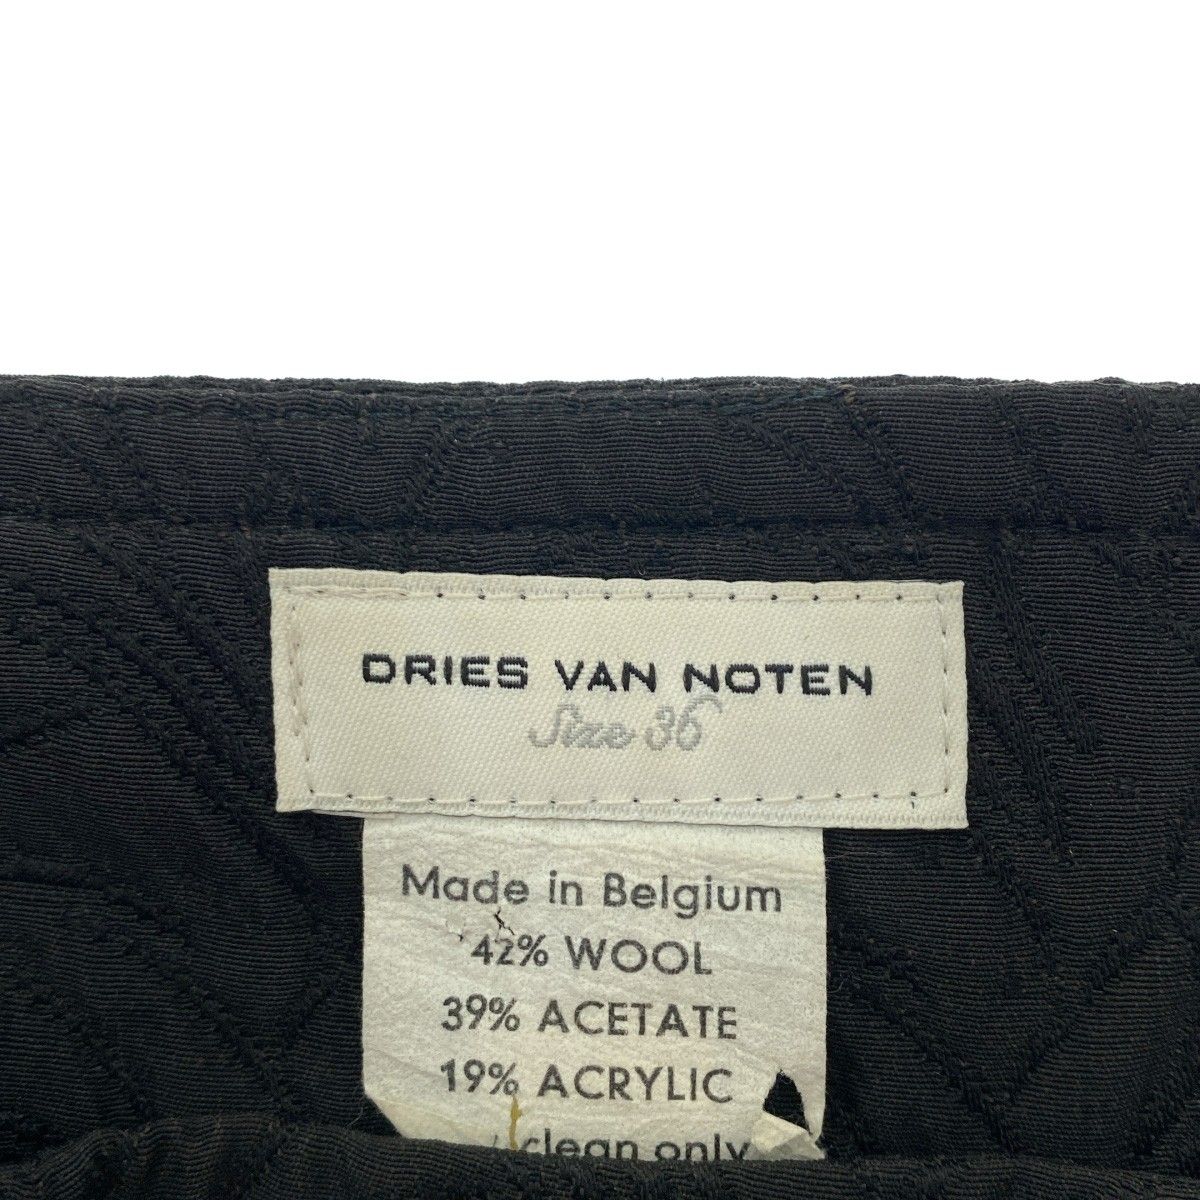 DRIES VAN NOTEN
Size 36
Made in Belgium
42% WOOL
39% ACETATE
19% ACRYLIC
clean only